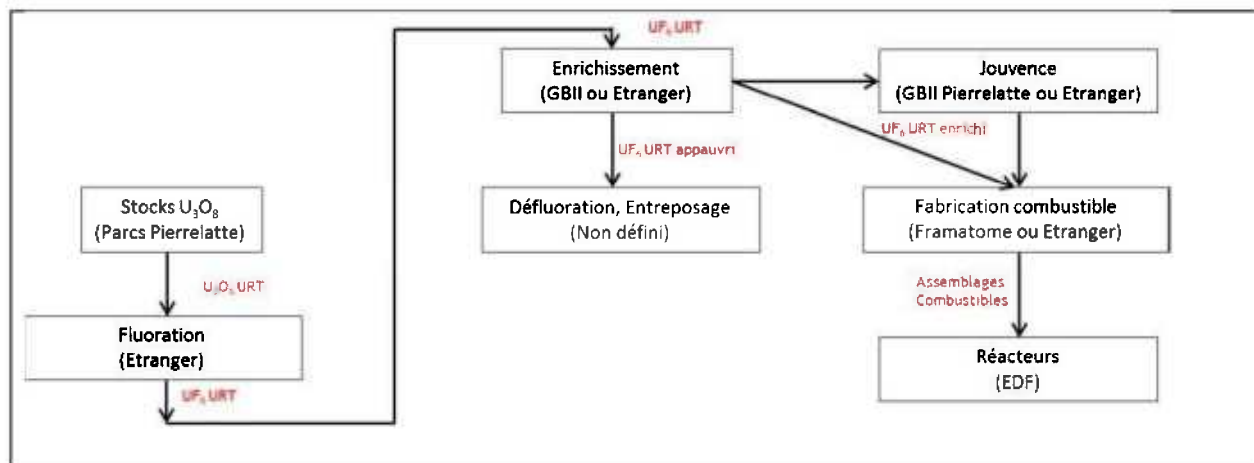 UF₆ URT
Enrichissement
(GBII ou Etranger)
Jouvence
(GBII Pierrelatte ou Etranger)
UF₆ URT enrichi
UF₆ URT appauvri
Stocks U₃O₈
(Parcs Pierrelatte)
Défluoration, Entreposage
(Non défini)
Fabrication combustible
(Framatome ou Etranger)
U₃O₈ URT
Assemblages
Combustibles
Fluoration
(Etranger)
Réacteurs
(EDF)
UF₆ URT